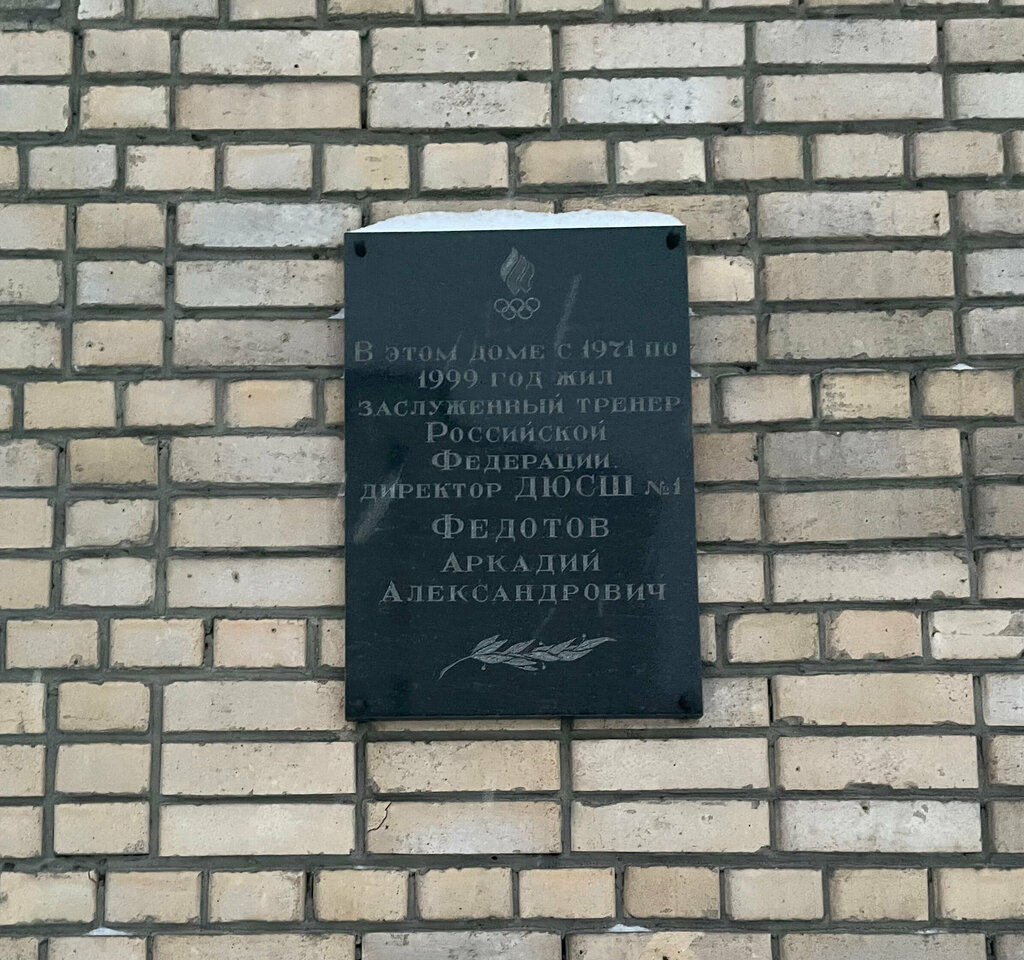 В этом доме с 1971 по
1999 год жил
заслуженный тренер
Российской
Федерации.
директор ДЮСШ №1
Федотов
Аркадий
Александрович